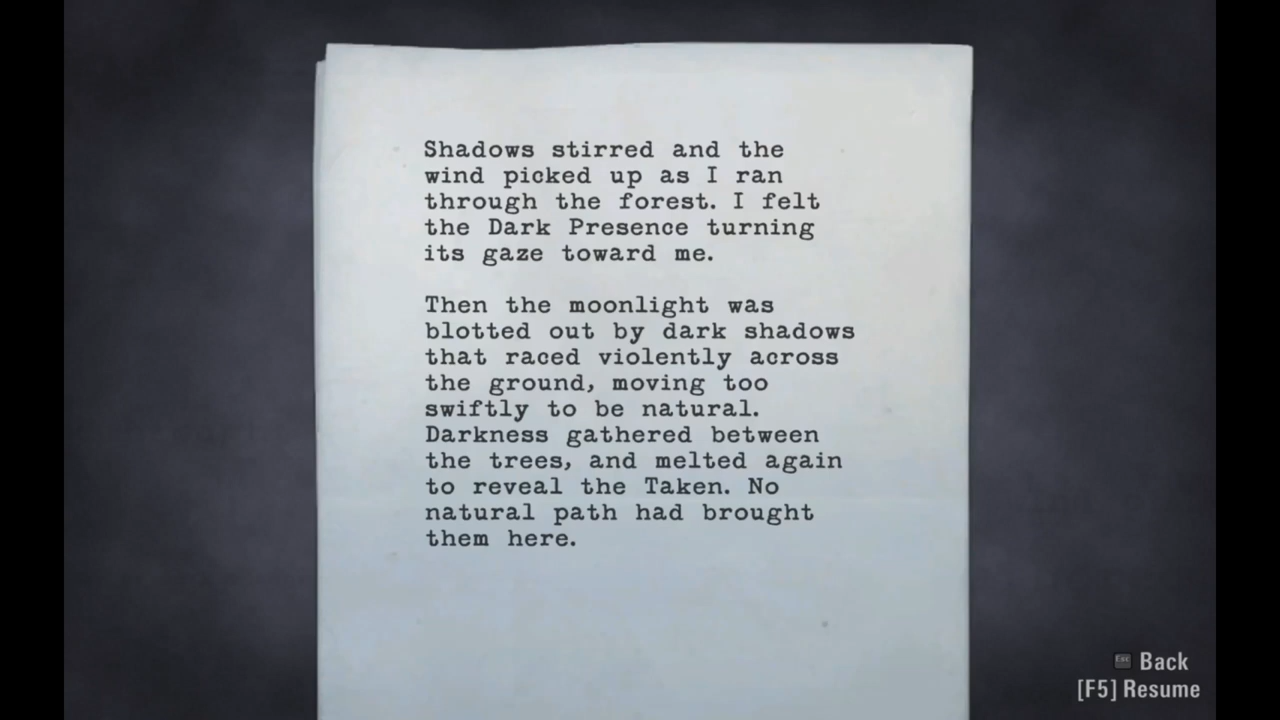 Shadows stirred and the
wind picked up as I ran
through the forest. I felt
the Dark Presence turning
its gaze toward me.
Then the moonlight was
blotted out by dark shadows
that raced violently across
the ground, moving too
swiftly to be natural.
Darkness gathered between
the trees, and melted again
to reveal the Taken. No
natural path had brought
them here.
Esc Back
[F5] Resume